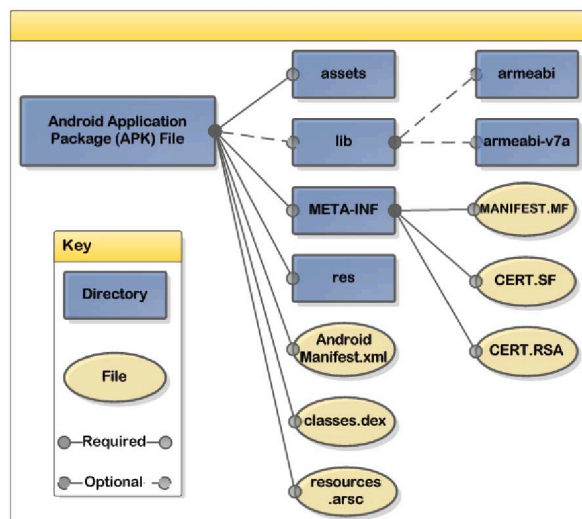 Android Application
Package (APK) File
assets
lib
META-INF
res
Android
Manifest.xml
classes.dex
resources
.arsc
armeabi
armeabi-v7a
MANIFEST.MF
CERT.SF
CERT.RSA
Key
Directory
File
Required
Optional